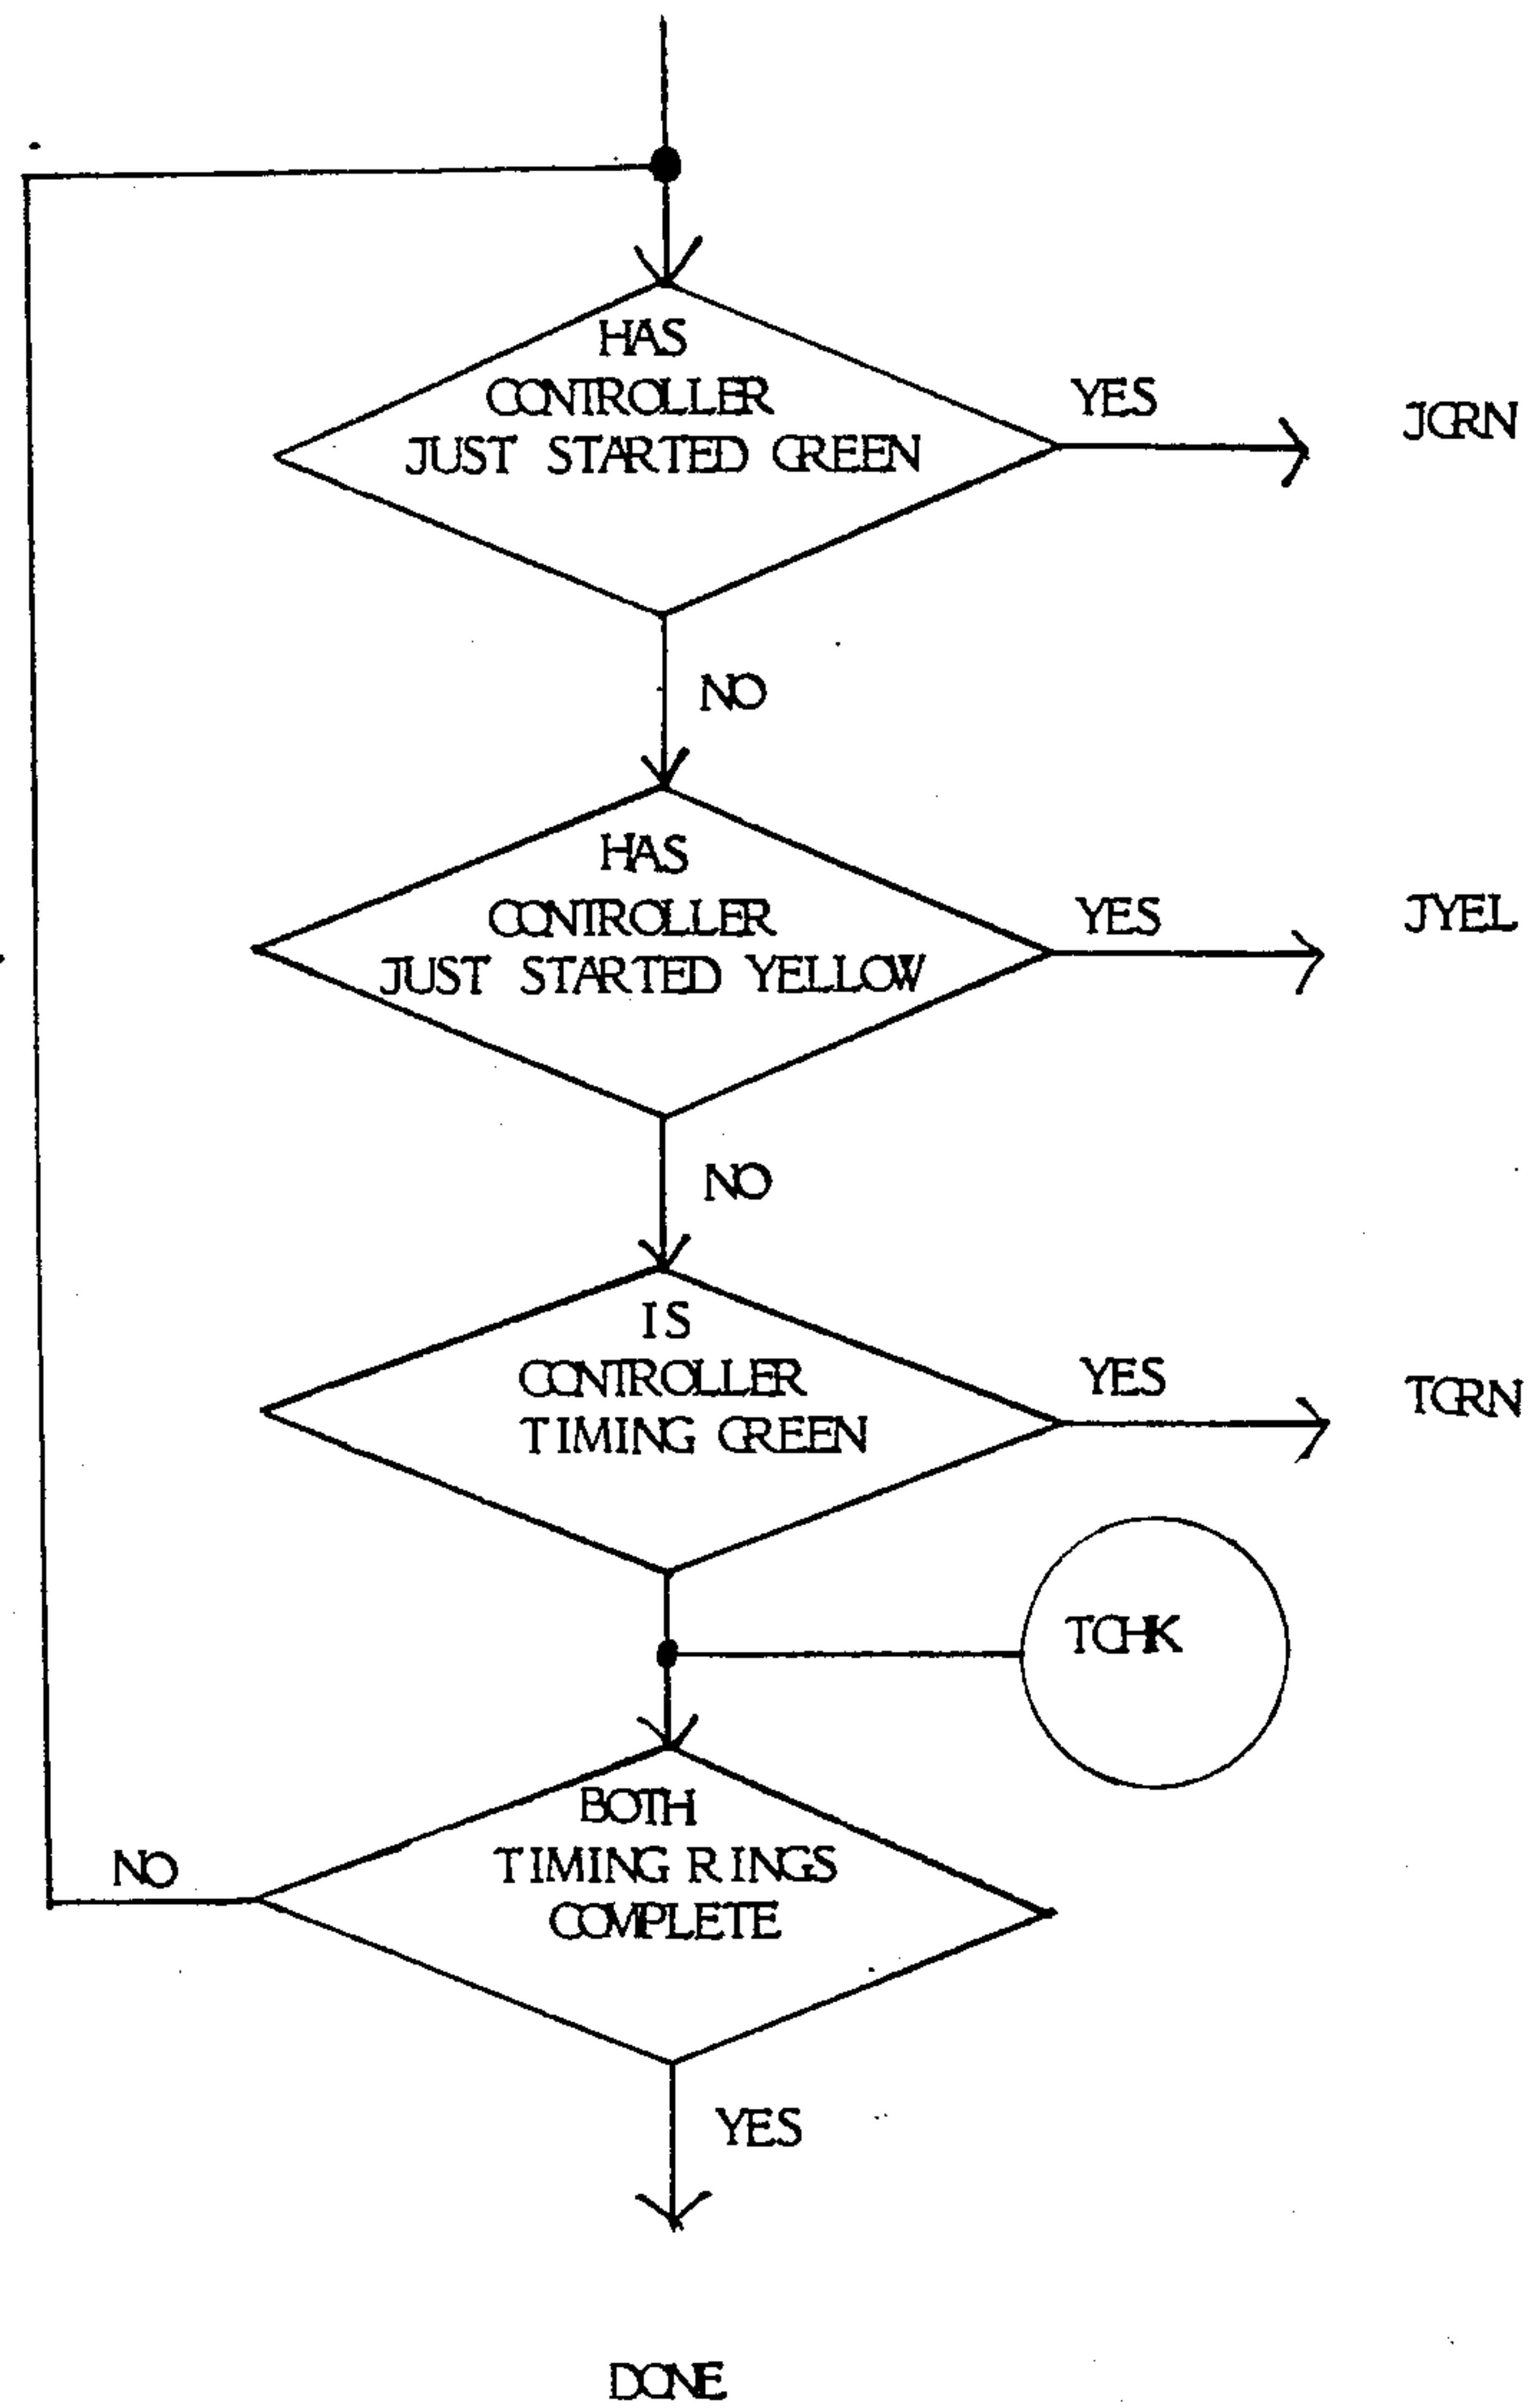 HAS
CONTROLLER
JUST STARTED GREEN
YES
JGRN
NO
HAS
CONTROLLER
JUST STARTED YELLOW
YES
JYEL
NO
IS
CONTROLLER
TIMING GREEN
YES
TGRN
TCHK
BOTH
TIMING RINGS
COMPLETE
NO
YES
DONE